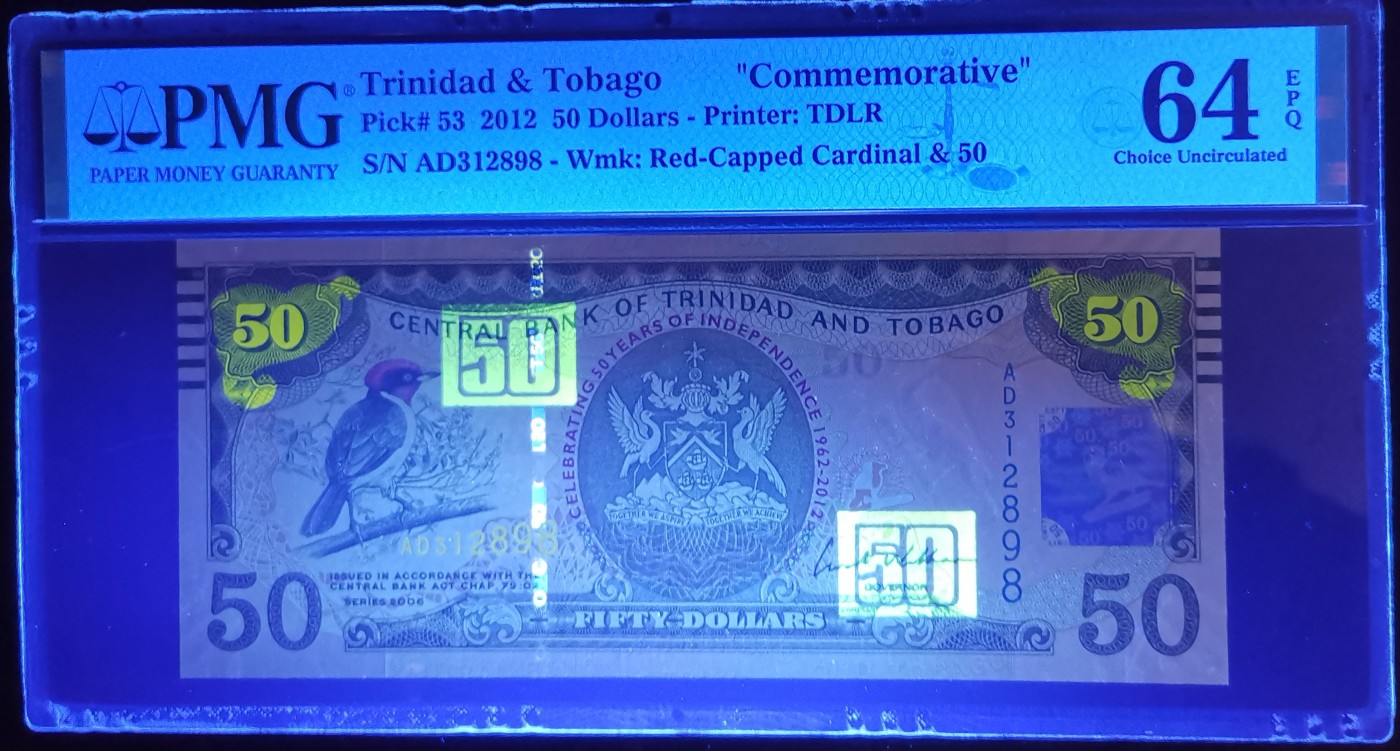 PMG®
PAPER MONEY GUARANTY
Trinidad & Tobago "Commemorative"
Pick# 53 2012 50 Dollars - Printer: TDLR
S/N AD312898 - Wmk: Red-Capped Cardinal & 50
64
EPQ
Choice Uncirculated
50
50
CENTRAL BANK OF TRINIDAD AND TOBAGO
CELEBRATING 50 YEARS OF INDEPENDENCE 1962-2012
50
AD312898
TOGETHER WE ASPIRE TOGETHER WE ACHIEVE
50
GOVERNOR
AD312898
ISSUED IN ACCORDANCE WITH THE
CENTRAL BANK ACT. CHAP. 79:02
SERIES 2006
50
FIFTY DOLLARS
50